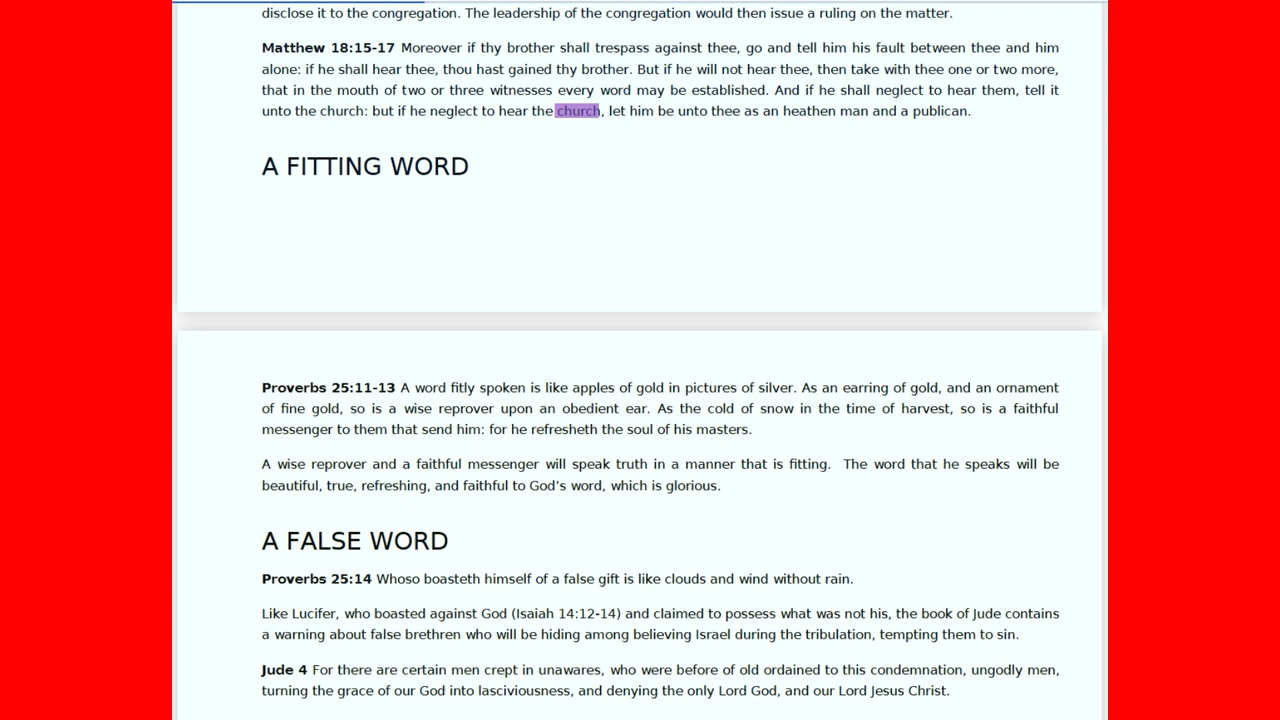 disclose it to the congregation. The leadership of the congregation would then issue a ruling on the matter.
Matthew 18:15-17 Moreover if thy brother shall trespass against thee, go and tell him his fault between thee and him
alone: if he shall hear thee, thou hast gained thy brother. But if he will not hear thee, then take with thee one or two more,
that in the mouth of two or three witnesses every word may be established. And if he shall neglect to hear them, tell it
unto the church: but if he neglect to hear the church, let him be unto thee as an heathen man and a publican.
A FITTING WORD
Proverbs 25:11-13 A word fitly spoken is like apples of gold in pictures of silver. As an earring of gold, and an ornament
of fine gold, so is a wise reprover upon an obedient ear. As the cold of snow in the time of harvest, so is a faithful
messenger to them that send him: for he refresheth the soul of his masters.
A wise reprover and a faithful messenger will speak truth in a manner that is fitting.  The word that he speaks will be
beautiful, true, refreshing, and faithful to God’s word, which is glorious.
A FALSE WORD
Proverbs 25:14 Whoso boasteth himself of a false gift is like clouds and wind without rain.
Like Lucifer, who boasted against God (Isaiah 14:12-14) and claimed to possess what was not his, the book of Jude contains
a warning about false brethren who will be hiding among believing Israel during the tribulation, tempting them to sin.
Jude 4 For there are certain men crept in unawares, who were before of old ordained to this condemnation, ungodly men,
turning the grace of our God into lasciviousness, and denying the only Lord God, and our Lord Jesus Christ.